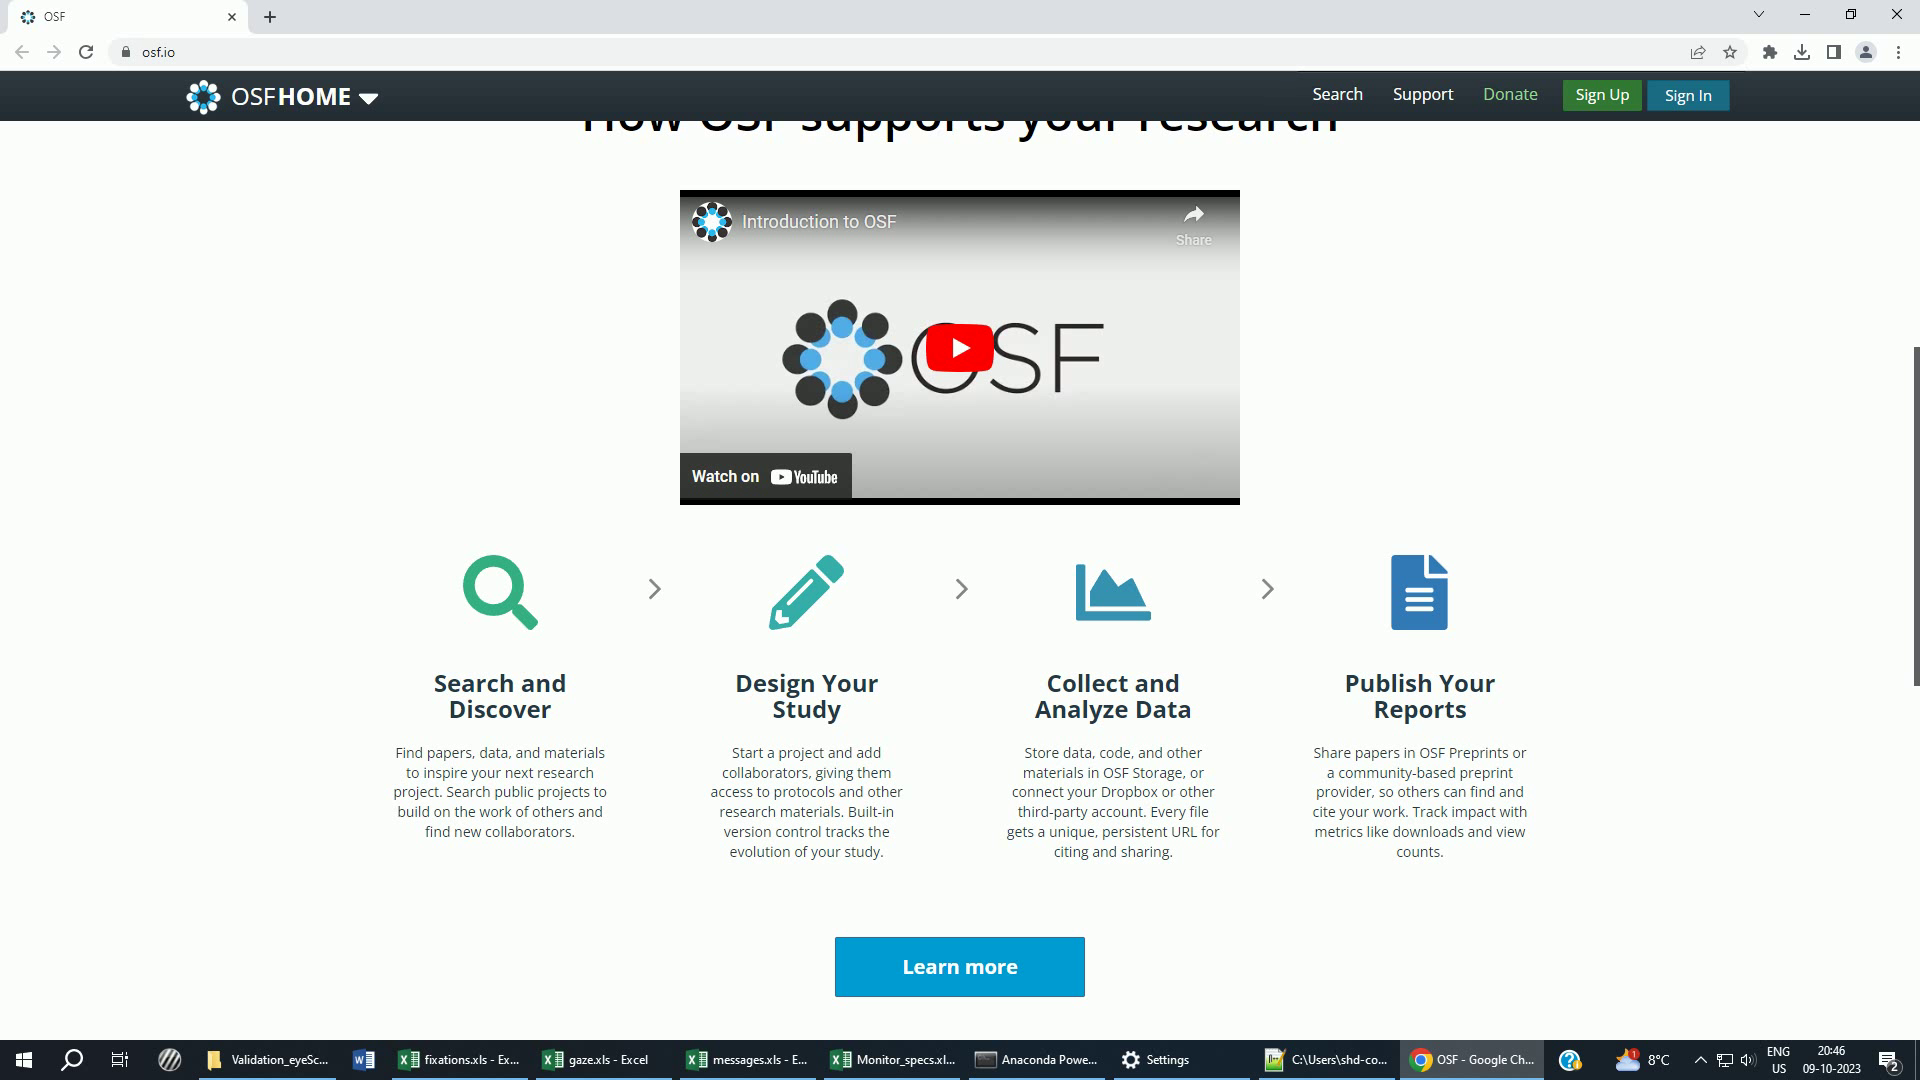 OSF
osf.io
OSFHOME
Search
Support
Donate
Sign Up
Sign In
How OSF supports your research
Introduction to OSF
Share
OSF
Watch on YouTube
Search and
Discover
Find papers, data, and materials
to inspire your next research
project. Search public projects to
build on the work of others and
find new collaborators.
Design Your
Study
Start a project and add
collaborators, giving them
access to protocols and other
research materials. Built-in
version control tracks the
evolution of your study.
Collect and
Analyze Data
Store data, code, and other
materials in OSF Storage, or
connect your Dropbox or other
third-party account. Every file
gets a unique, persistent URL for
citing and sharing.
Publish Your
Reports
Share papers in OSF Preprints or
a community-based preprint
provider, so others can find and
cite your work. Track impact with
metrics like downloads and view
counts.
Learn more
Validation_eyeSc...
fixations.xls - Ex...
gaze.xls - Excel
messages.xls - E...
Monitor_specs.xl...
Anaconda Powe...
Settings
C:\Users\shd-co...
OSF - Google Ch...
1
8°C
ENG
US
20:46
09-10-2023
2